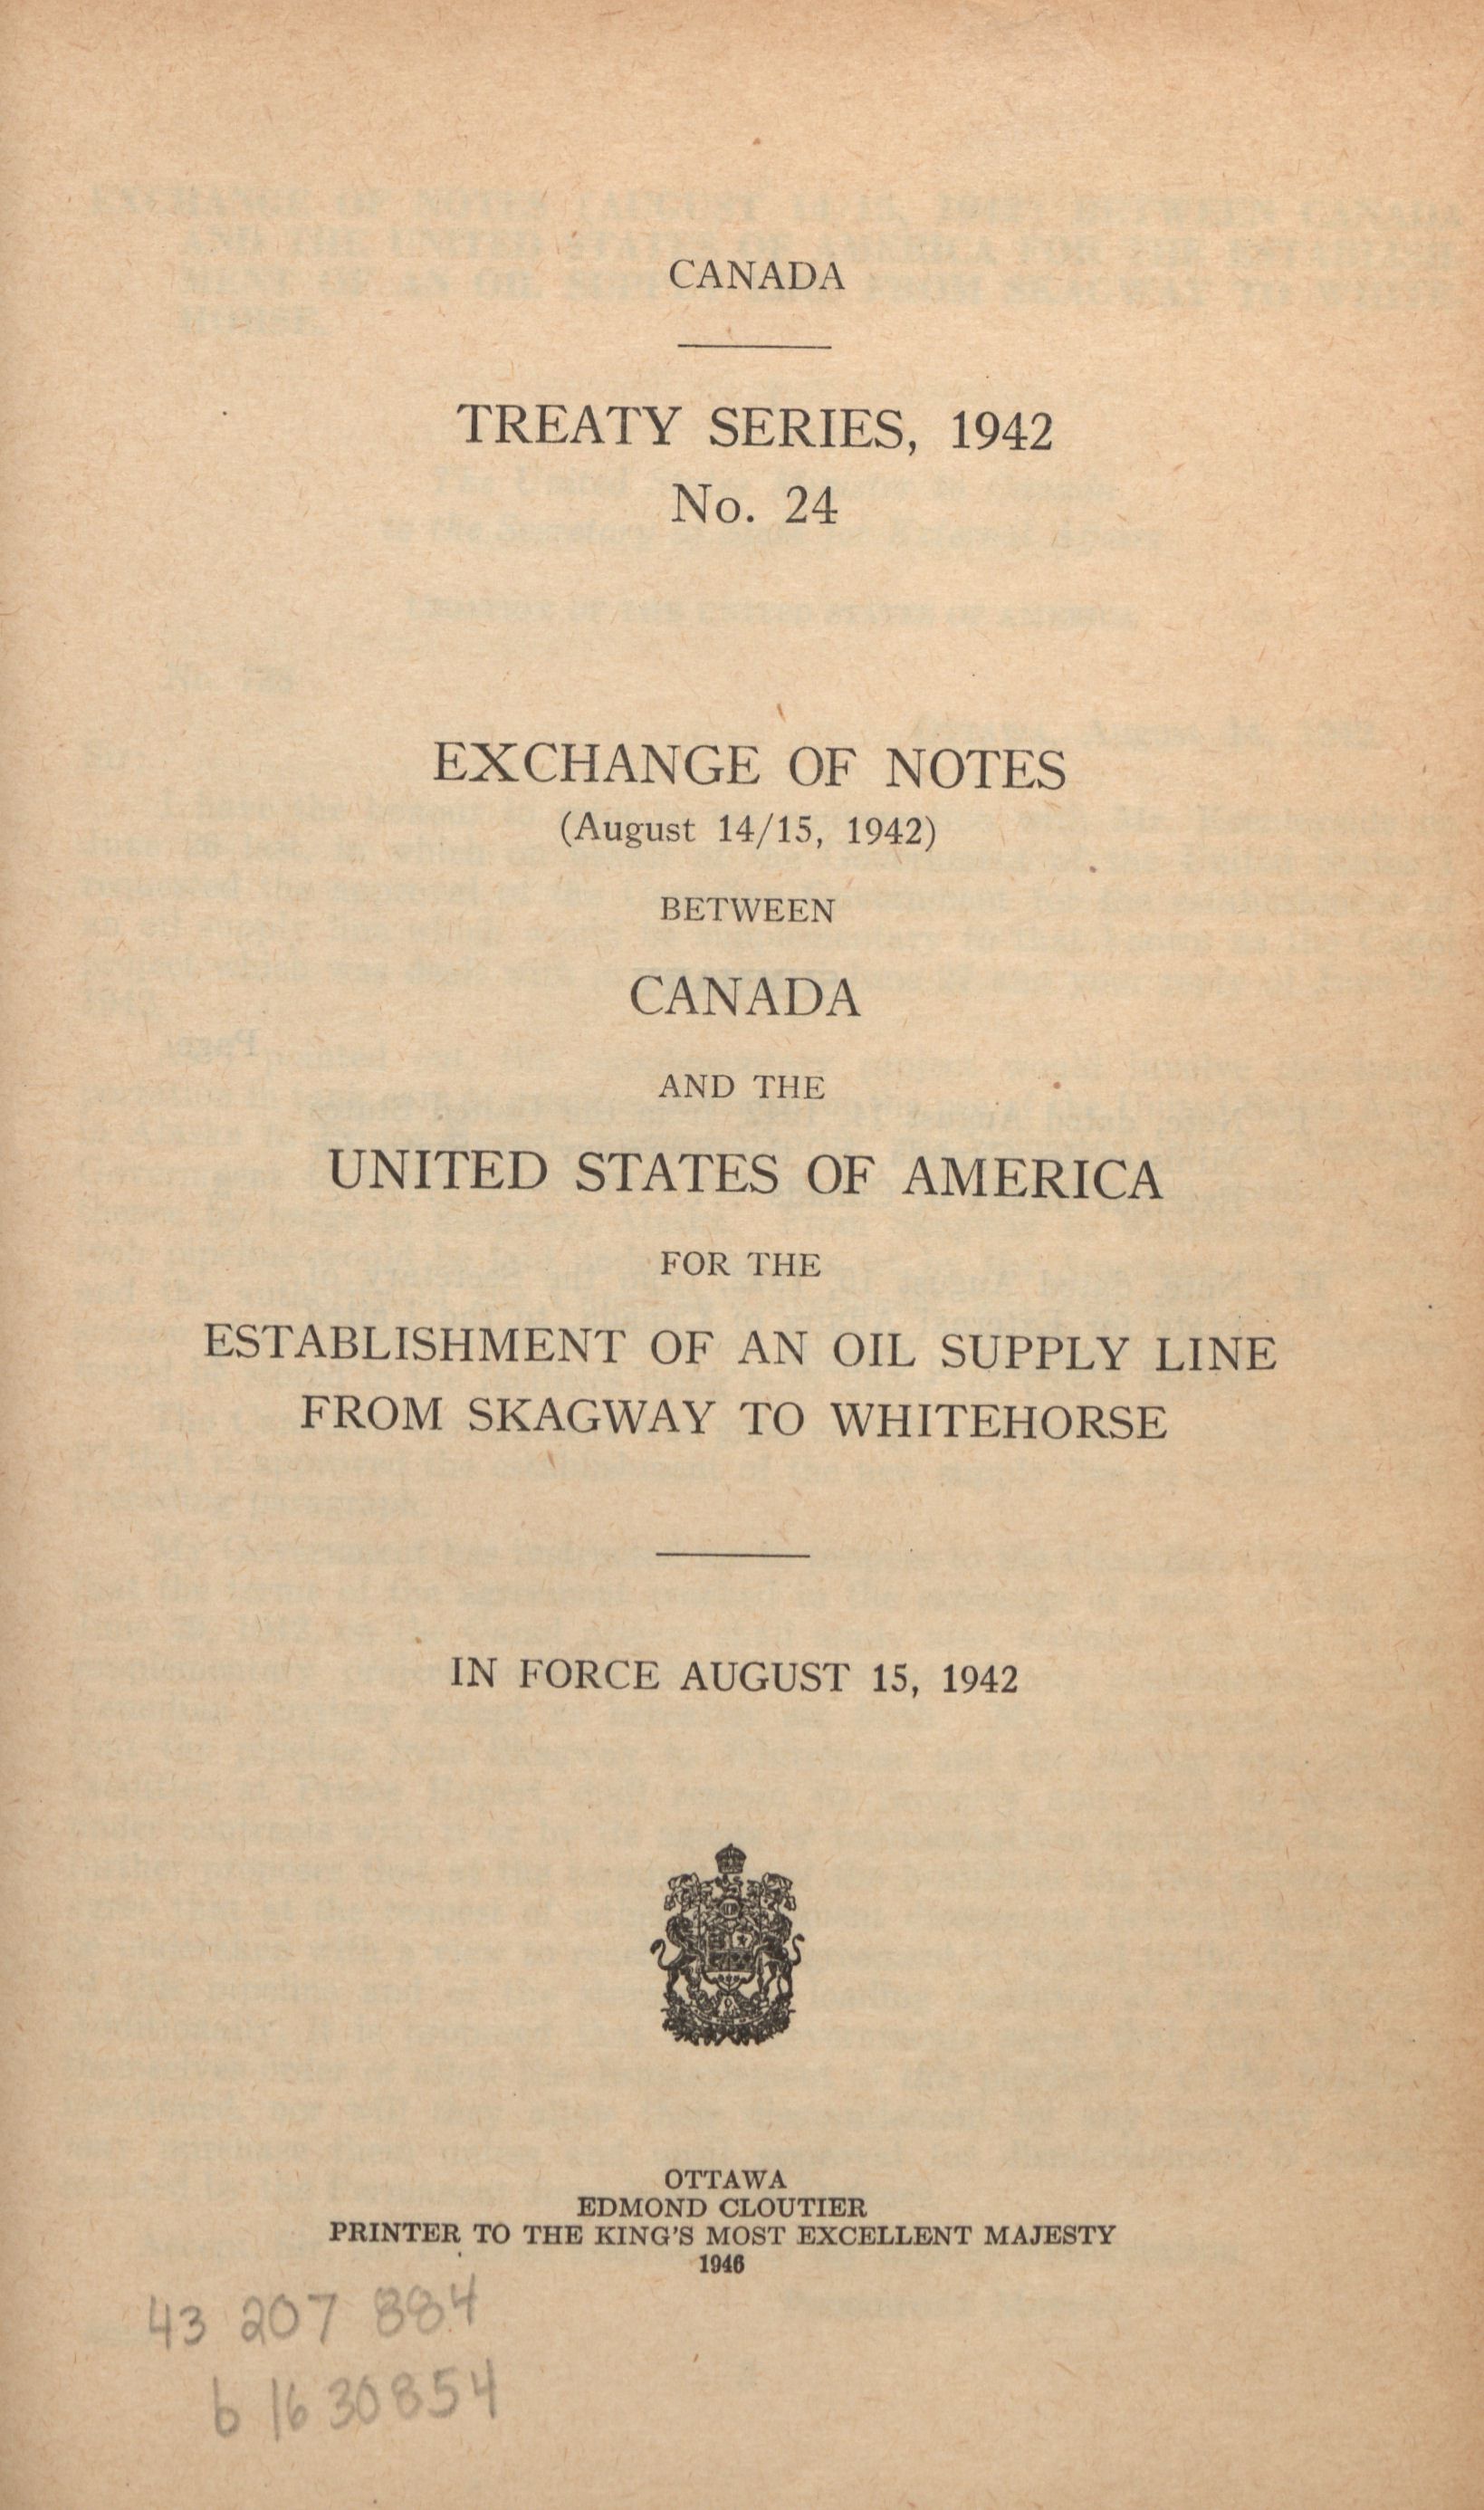 CANADA
TREATY SERIES, 1942
No. 24
EXCHANGE OF NOTES
(August 14/15, 1942)
BETWEEN
CANADA
AND THE
UNITED STATES OF AMERICA
FOR THE
ESTABLISHMENT OF AN OIL SUPPLY LINE
FROM SKAGWAY TO WHITEHORSE
IN FORCE AUGUST 15, 1942
OTTAWA
EDMOND CLOUTIER
PRINTER TO THE KING'S MOST EXCELLENT MAJESTY
1946
43 207 884
b 1630854